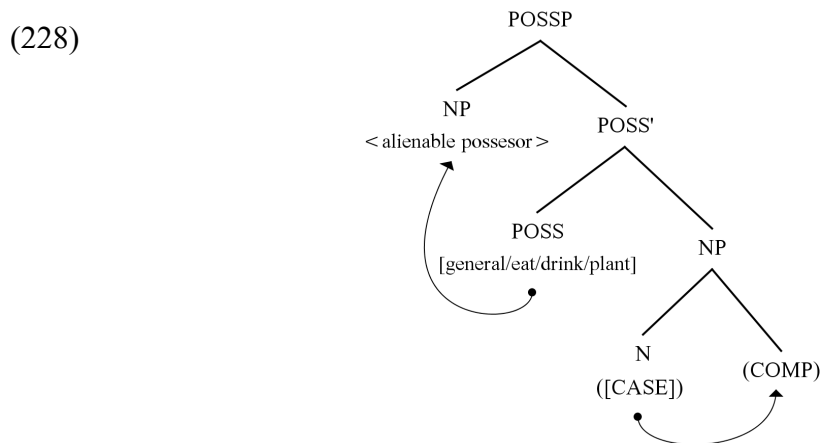 (228)
POSSP
NP
POSS'
< alienable possesor >
POSS
NP
[general/eat/drink/plant]
N
(COMP)
([CASE])